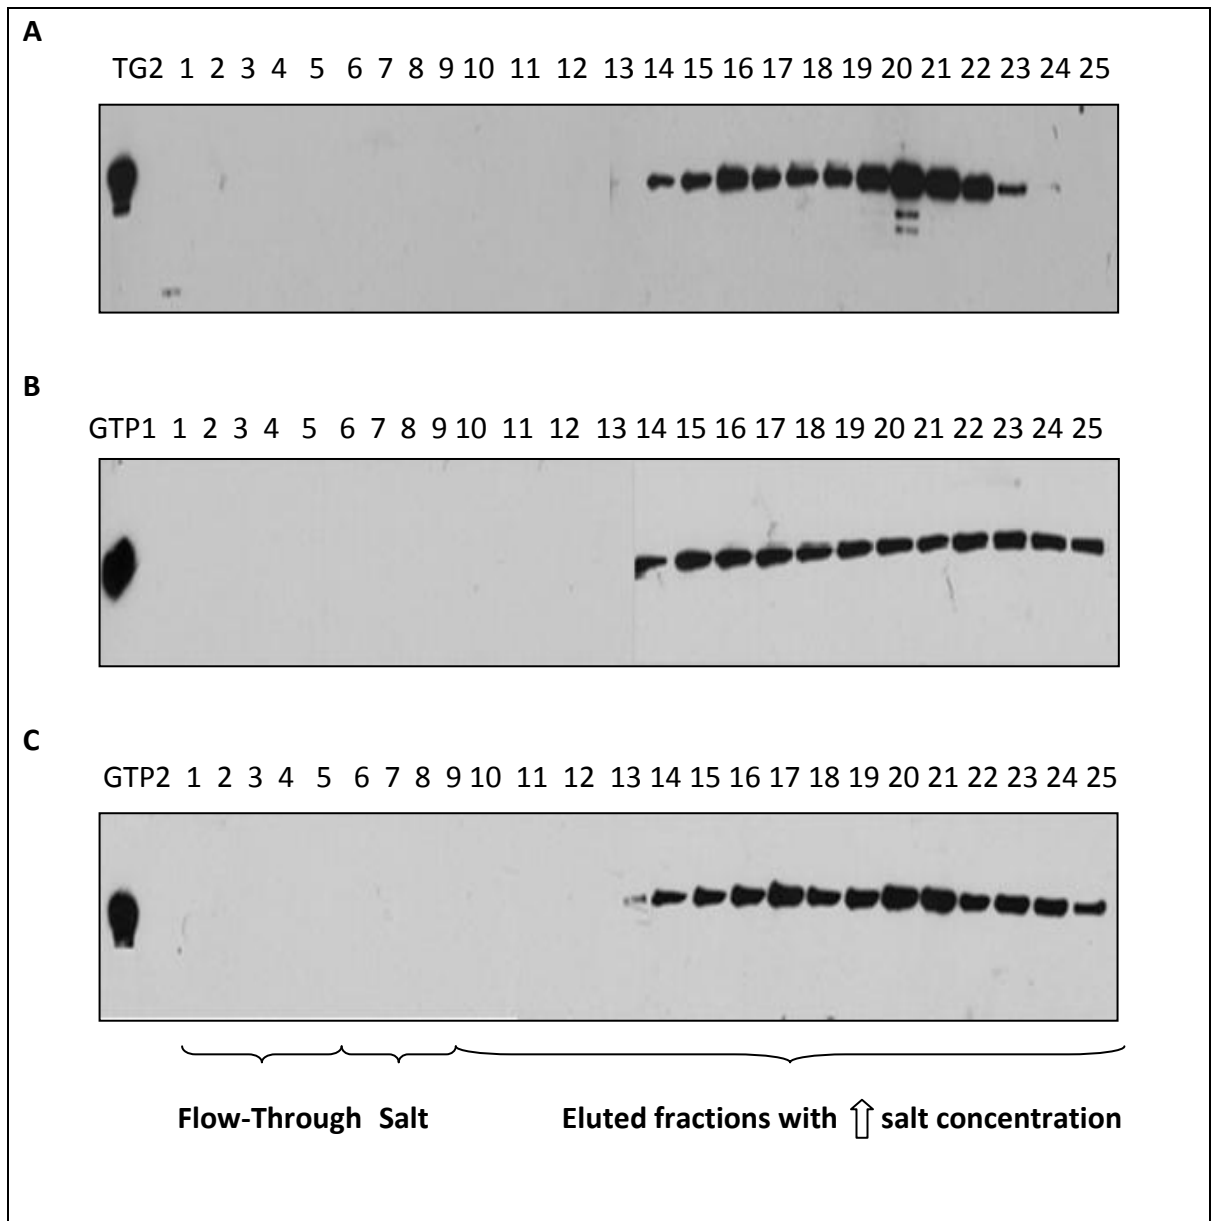 A
TG2 1 2 3 4 5 6 7 8 9 10 11 12 13 14 15 16 17 18 19 20 21 22 23 24 25
B
GTP1 1 2 3 4 5 6 7 8 9 10 11 12 13 14 15 16 17 18 19 20 21 22 23 24 25
C
GTP2 1 2 3 4 5 6 7 8 9 10 11 12 13 14 15 16 17 18 19 20 21 22 23 24 25
Flow-Through Salt Eluted fractions with ⇧ salt concentration